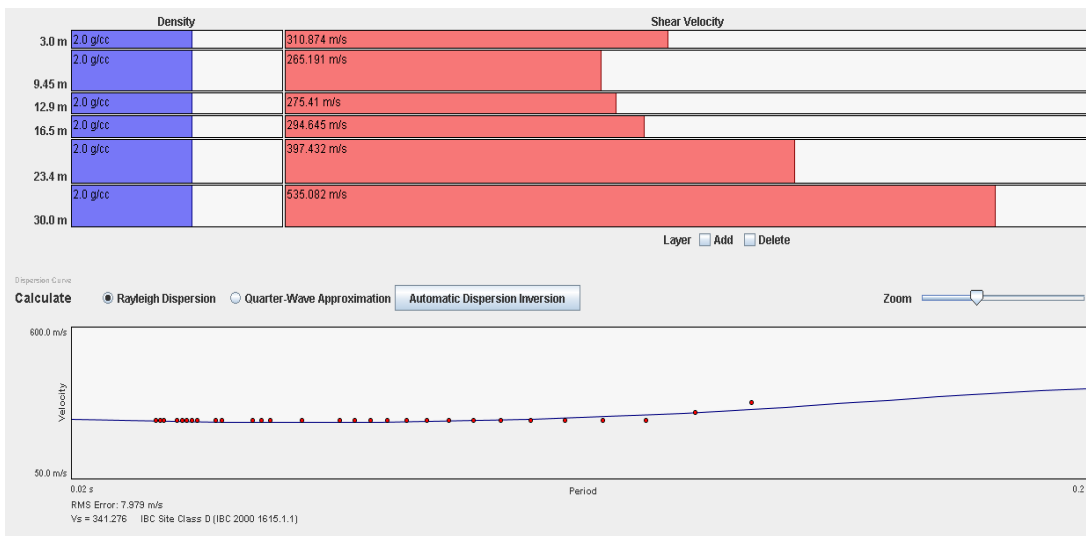 Density Shear Velocity
3.0 m 2.0 g/cc 310.874 m/s
2.0 g/cc 265.191 m/s
9.45 m
2.0 g/cc 275.41 m/s
12.9 m
2.0 g/cc 294.645 m/s
16.5 m
2.0 g/cc 397.432 m/s
23.4 m
2.0 g/cc 535.082 m/s
30.0 m
Layer Add Delete
Dispersion Curve
Calculate Rayleigh Dispersion Quarter-Wave Approximation Automatic Dispersion Inversion Zoom
600.0 m/s
Velocity
50.0 m/s
0.02 s Period 0.2
RMS Error: 7.979 m/s
Vs = 341.276 IBC Site Class D (IBC 2000 1615.1.1)